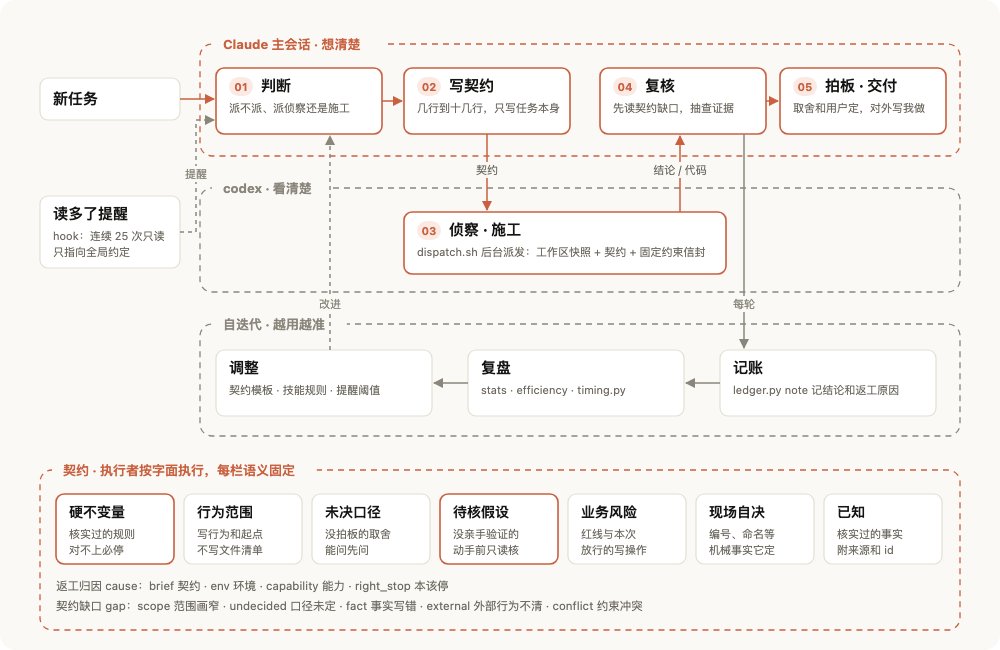 Claude 主会话 · 想清楚
新任务
01 判断
派不派、派侦察还是施工
02 写契约
几行到十几行，只写任务本身
04 复核
先读契约缺口，抽查证据
05 拍板 · 交付
取舍和用户定，对外写我做
提醒
契约
结论 / 代码
codex · 看清楚
读多了提醒
hook：连续 25 次只读
只指向全局约定
03 侦察 · 施工
dispatch.sh 后台派发：工作区快照 + 契约 + 固定约束信封
改进
每轮
自迭代 · 越用越准
调整
契约模板 · 技能规则 · 提醒阈值
复盘
stats · efficiency · timing.py
记账
ledger.py note 记结论和返工原因
契约 · 执行者按字面执行，每栏语义固定
硬不变量
核实过的规则
对不上必停
行为范围
写行为和起点
不写文件清单
未决口径
没拍板的取舍
能问先问
待核假设
没亲手验证的
动手前只读核
业务风险
红线与本次
放行的写操作
现场自决
编号、命名等
机械事实它定
已知
核实过的事实
附来源和 id
返工归因 cause：brief 契约 · env 环境 · capability 能力 · right_stop 本该停
契约缺口 gap：scope 范围画窄 · undecided 口径未定 · fact 事实写错 · external 外部行为不清 · conflict 约束冲突